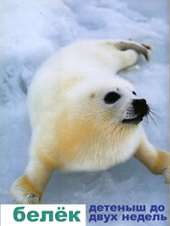 белёк
детеныш до
двух недель